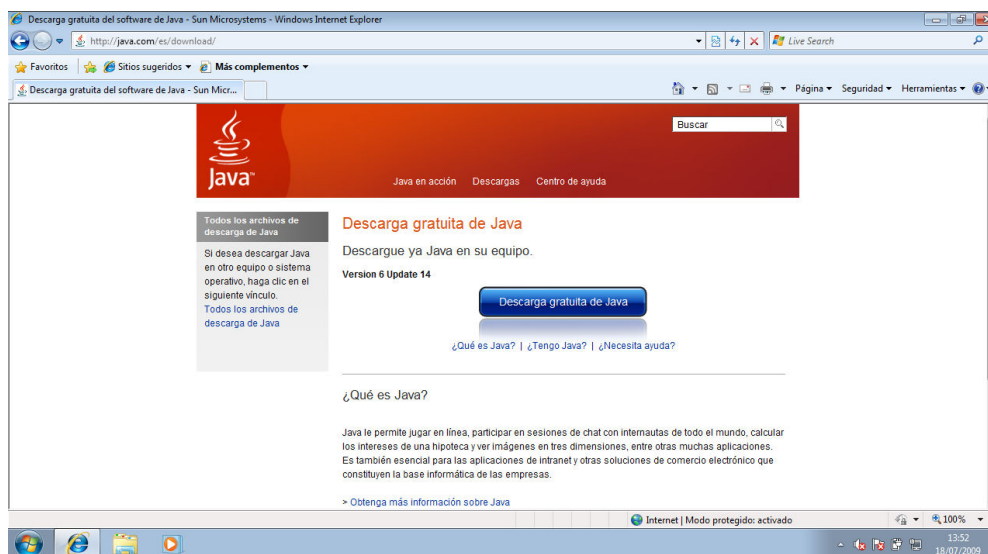 Descarga gratuita del software de Java - Sun Microsystems - Windows Internet Explorer
http://java.com/es/download/
Live Search
Favoritos
Sitios sugeridos
Más complementos
Descarga gratuita del software de Java - Sun Micr...
Página
Seguridad
Herramientas
Java™
Buscar
Java en acción
Descargas
Centro de ayuda
Todos los archivos de
descarga de Java
Si desea descargar Java
en otro equipo o sistema
operativo, haga clic en el
siguiente vínculo.
Todos los archivos de
descarga de Java
Descarga gratuita de Java
Descargue ya Java en su equipo.
Version 6 Update 14
Descarga gratuita de Java
¿Qué es Java? | ¿Tengo Java? | ¿Necesita ayuda?
¿Qué es Java?
Java le permite jugar en línea, participar en sesiones de chat con internautas de todo el mundo, calcular
los intereses de una hipoteca y ver imágenes en tres dimensiones, entre otras muchas aplicaciones.
Es también esencial para las aplicaciones de intranet y otras soluciones de comercio electrónico que
constituyen la base informática de las empresas.
> Obtenga más información sobre Java
Internet | Modo protegido: activado
100%
13:52
18/07/2009